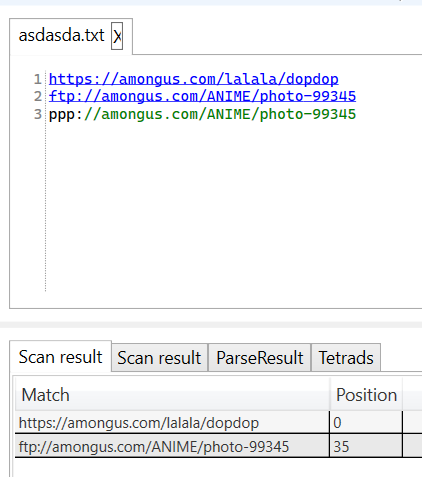 asdasda.txt X
1 https://amongus.com/lalala/dopdop
2 ftp://amongus.com/ANIME/photo-99345
3 ppp://amongus.com/ANIME/photo-99345
Scan result Scan result ParseResult Tetrads
Match Position
https://amongus.com/lalala/dopdop 0
ftp://amongus.com/ANIME/photo-99345 35